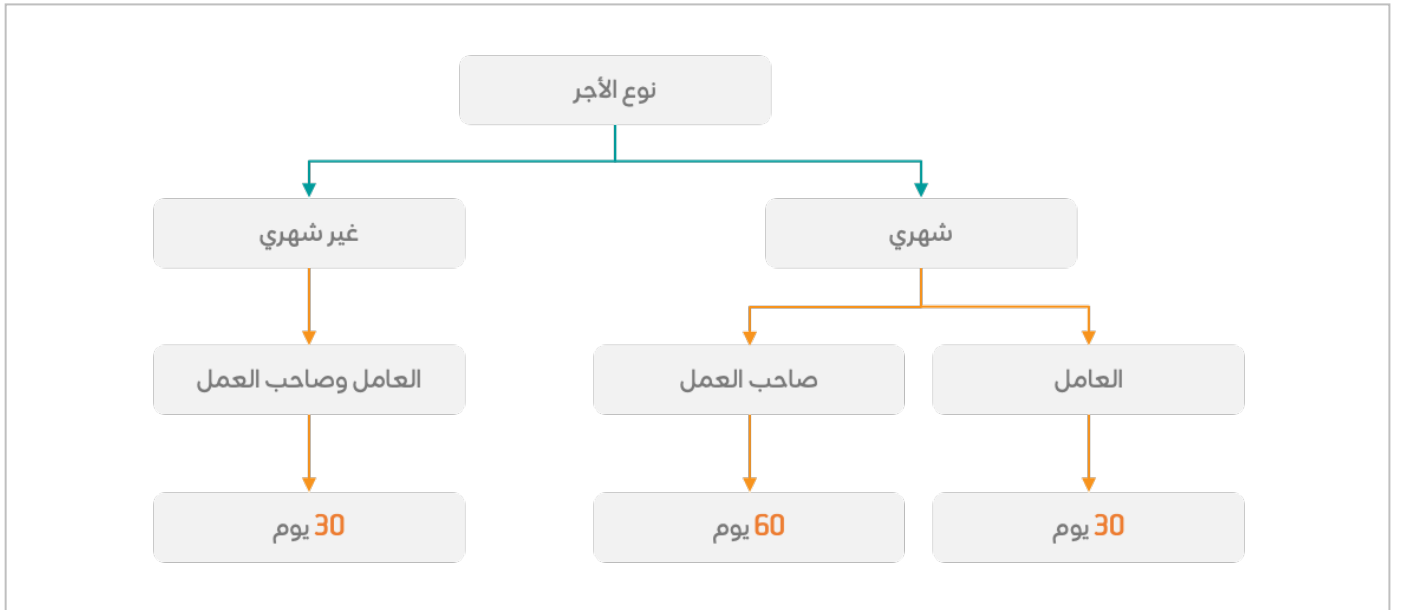 نوع الأجر
شهري
غير شهري
العامل
صاحب العمل
العامل وصاحب العمل
30 يوم
60 يوم
30 يوم